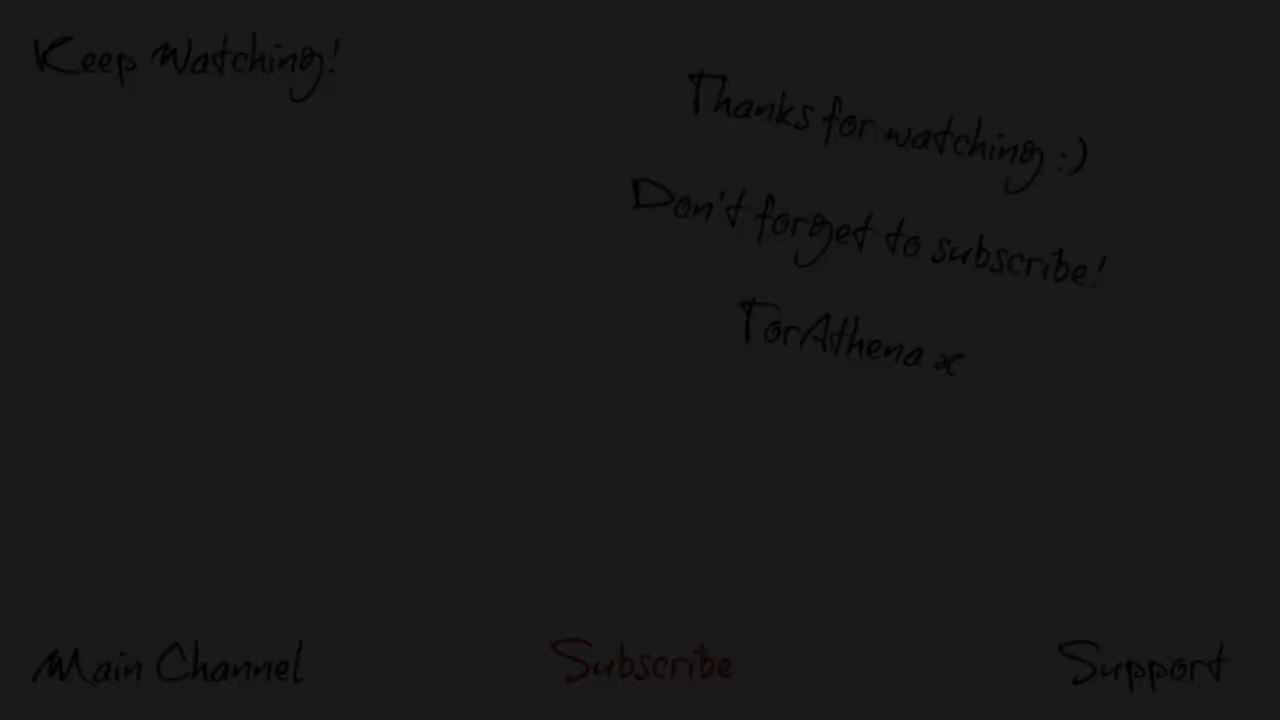 Keep Watching!
Thanks for watching :)
Don't forget to subscribe!
TorAthena x
Main Channel
Subscribe
Support